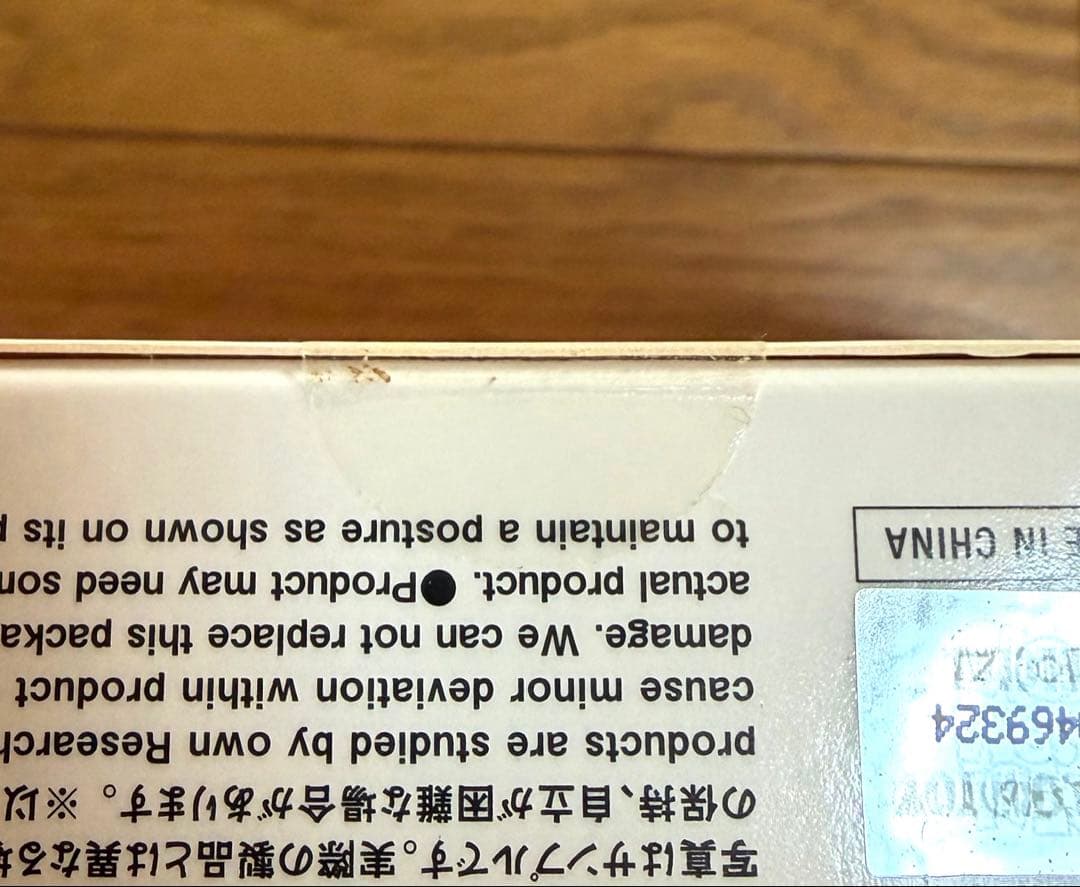 写真はサンプルです。実際の製品とは異なる
の保持、自立が困難な場合があります。※以
products are studied by own Research
cause minor deviation within product
damage. We can not replace this packa
actual product. ●Product may need som
to maintain a posture as shown on its p
469324
E IN CHINA